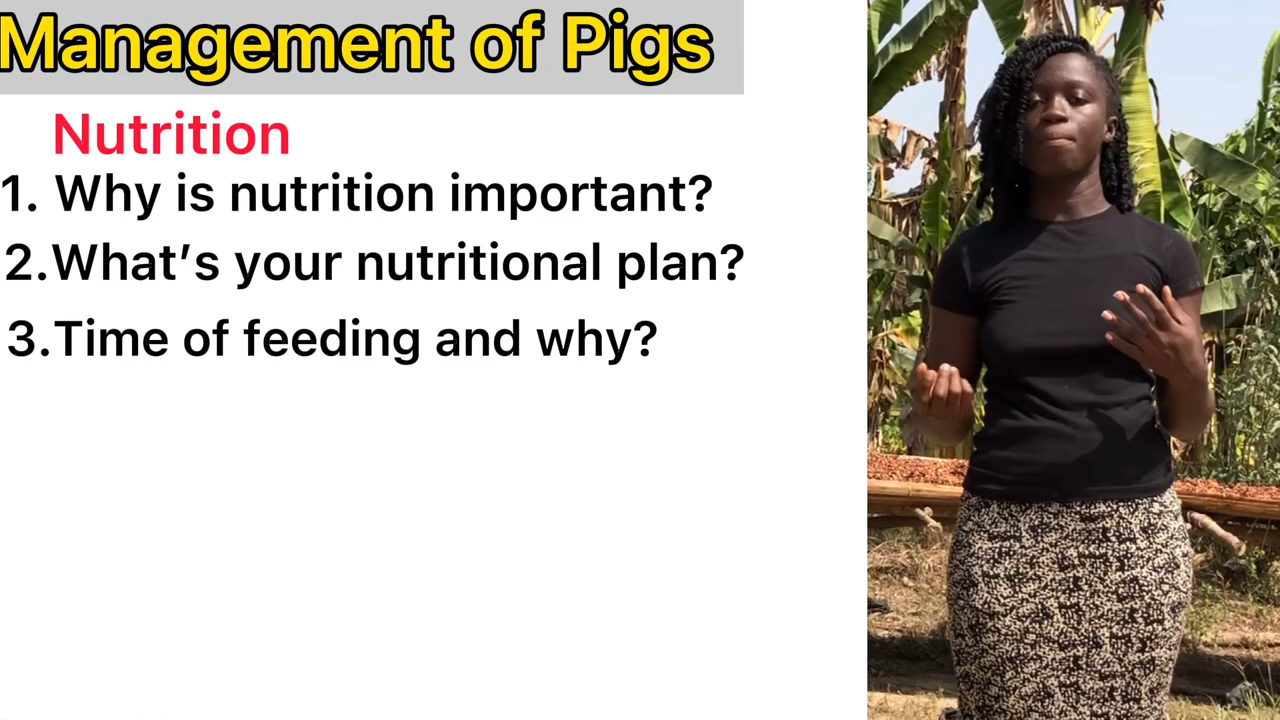 Management of Pigs
Nutrition
1. Why is nutrition important?
2.What’s your nutritional plan?
3.Time of feeding and why?